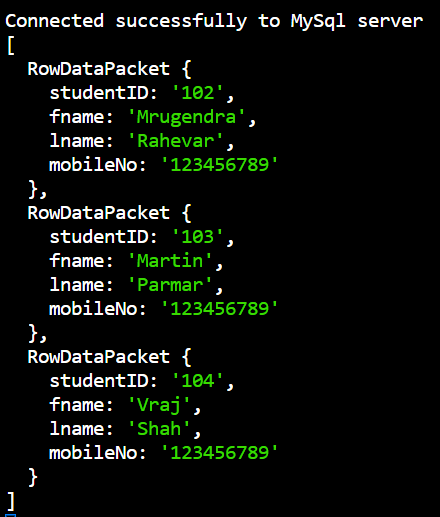 Connected successfully to MySql server
[
  RowDataPacket {
    studentID: '102',
    fname: 'Mrugendra',
    lname: 'Rahevar',
    mobileNo: '123456789'
  },
  RowDataPacket {
    studentID: '103',
    fname: 'Martin',
    lname: 'Parmar',
    mobileNo: '123456789'
  },
  RowDataPacket {
    studentID: '104',
    fname: 'Vraj',
    lname: 'Shah',
    mobileNo: '123456789'
  }
]